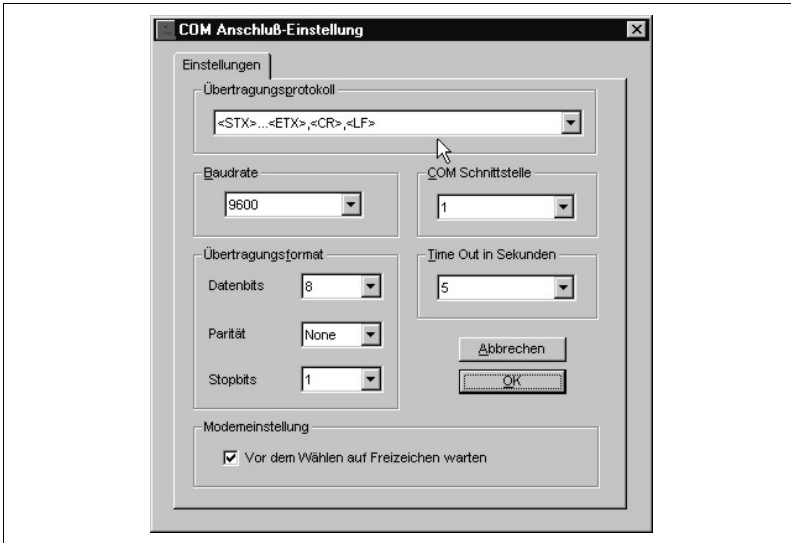 COM Anschluß-Einstellung
Einstellungen
Übertragungsprotokoll
<STX>...<ETX>,<CR>,<LF>
Baudrate
9600
COM Schnittstelle
1
Übertragungsformat
Datenbits 8
Parität None
Stopbits 1
Time Out in Sekunden
5
Abbrechen
OK
Modemeinstellung
Vor dem Wählen auf Freizeichen warten